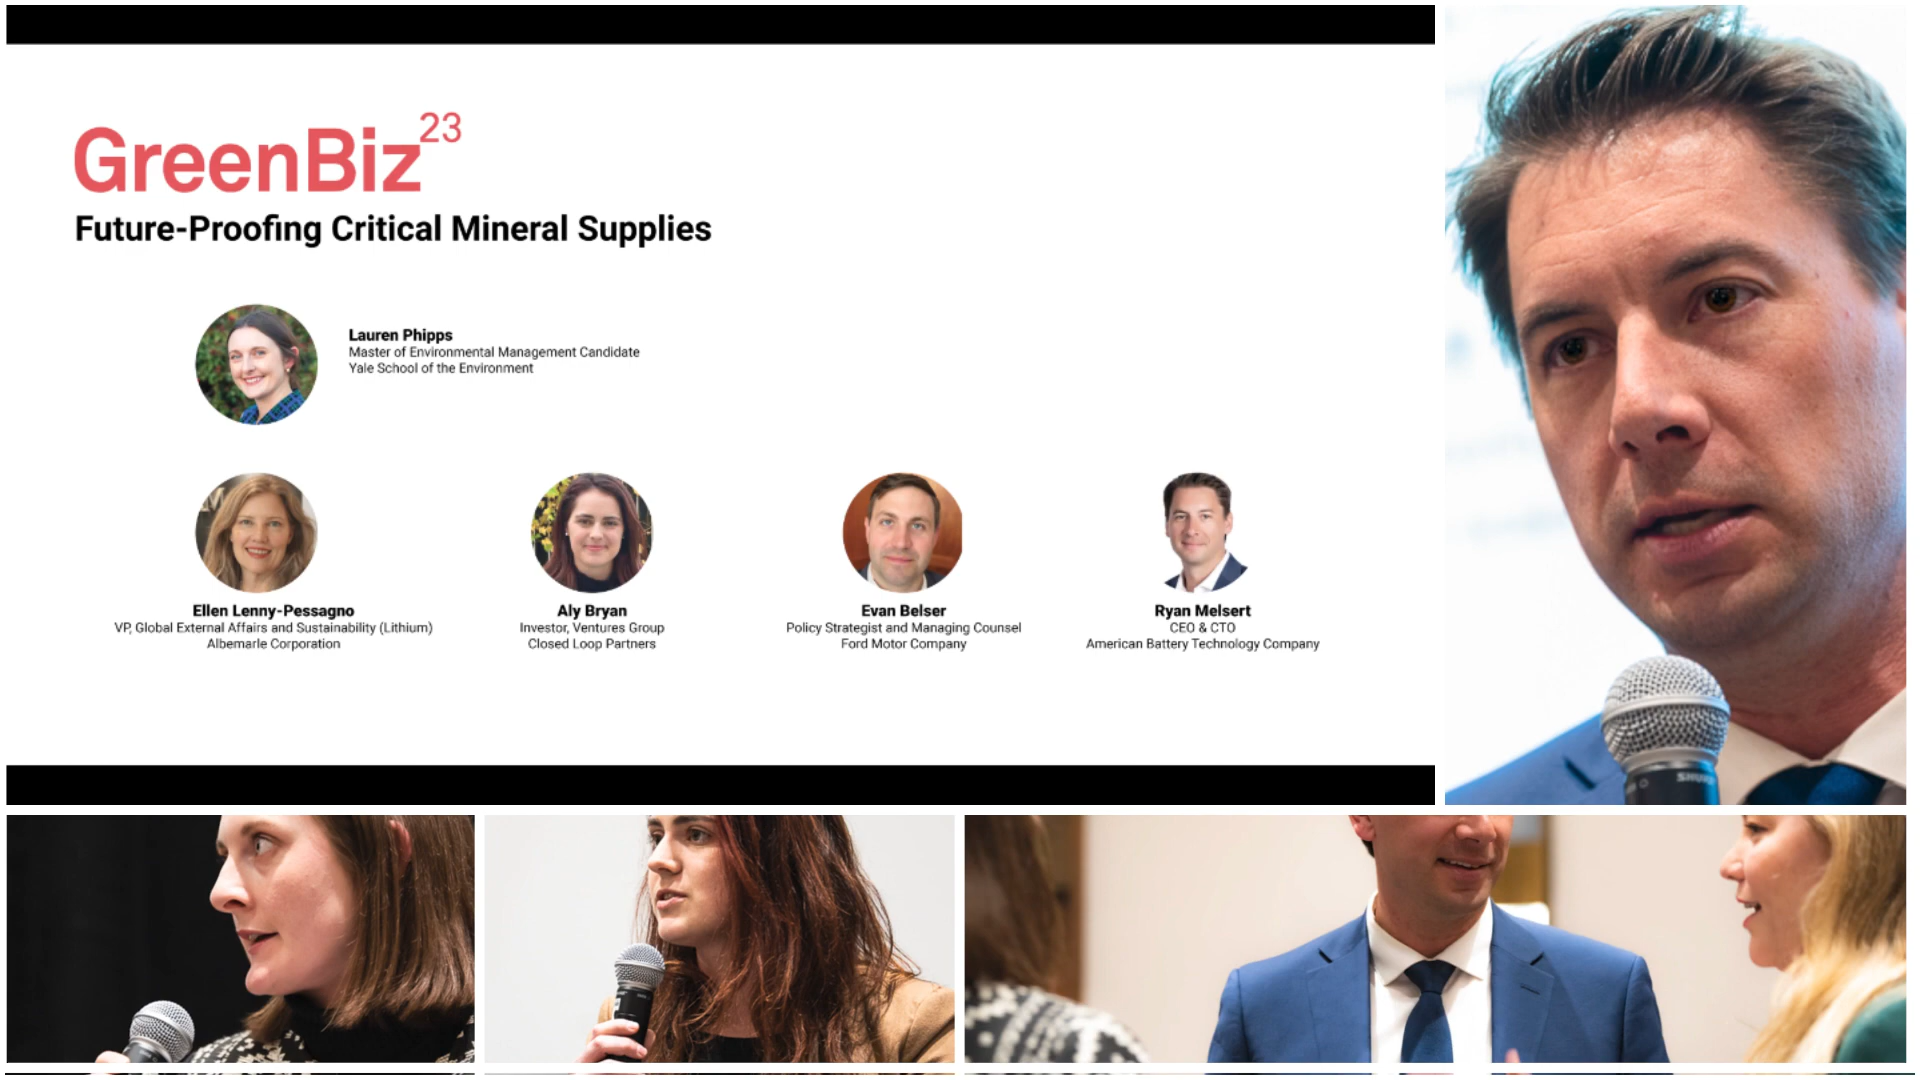 GreenBiz 23
Future-Proofing Critical Mineral Supplies
Lauren Phipps
Master of Environmental Management Candidate
Yale School of the Environment
Ellen Lenny-Pessagno
VP, Global External Affairs and Sustainability (Lithium)
Albemarle Corporation
Aly Bryan
Investor, Ventures Group
Closed Loop Partners
Evan Belser
Policy Strategist and Managing Counsel
Ford Motor Company
Ryan Melsert
CEO & CTO
American Battery Technology Company